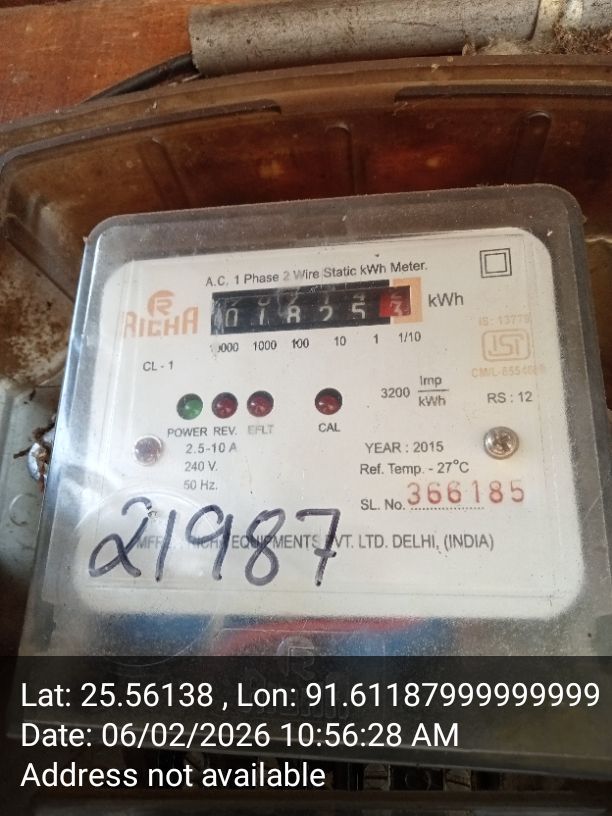 A.C. 1 Phase 2 Wire Static kWh Meter.
RICHA
018253
kWh
10000 1000 100 10 1 1/10
IS: 13779
ISI
CL - 1
3200 Imp/kWh
RS : 12
POWER REV. EFLT CAL
2.5-10 A
YEAR : 2015
240 V.
Ref. Temp. - 27°C
50 Hz.
SL. No. 366185
21987
EQUIPMENTS PVT. LTD. DELHI, (INDIA)
Lat: 25.56138 , Lon: 91.61187999999999
Date: 06/02/2026 10:56:28 AM
Address not available